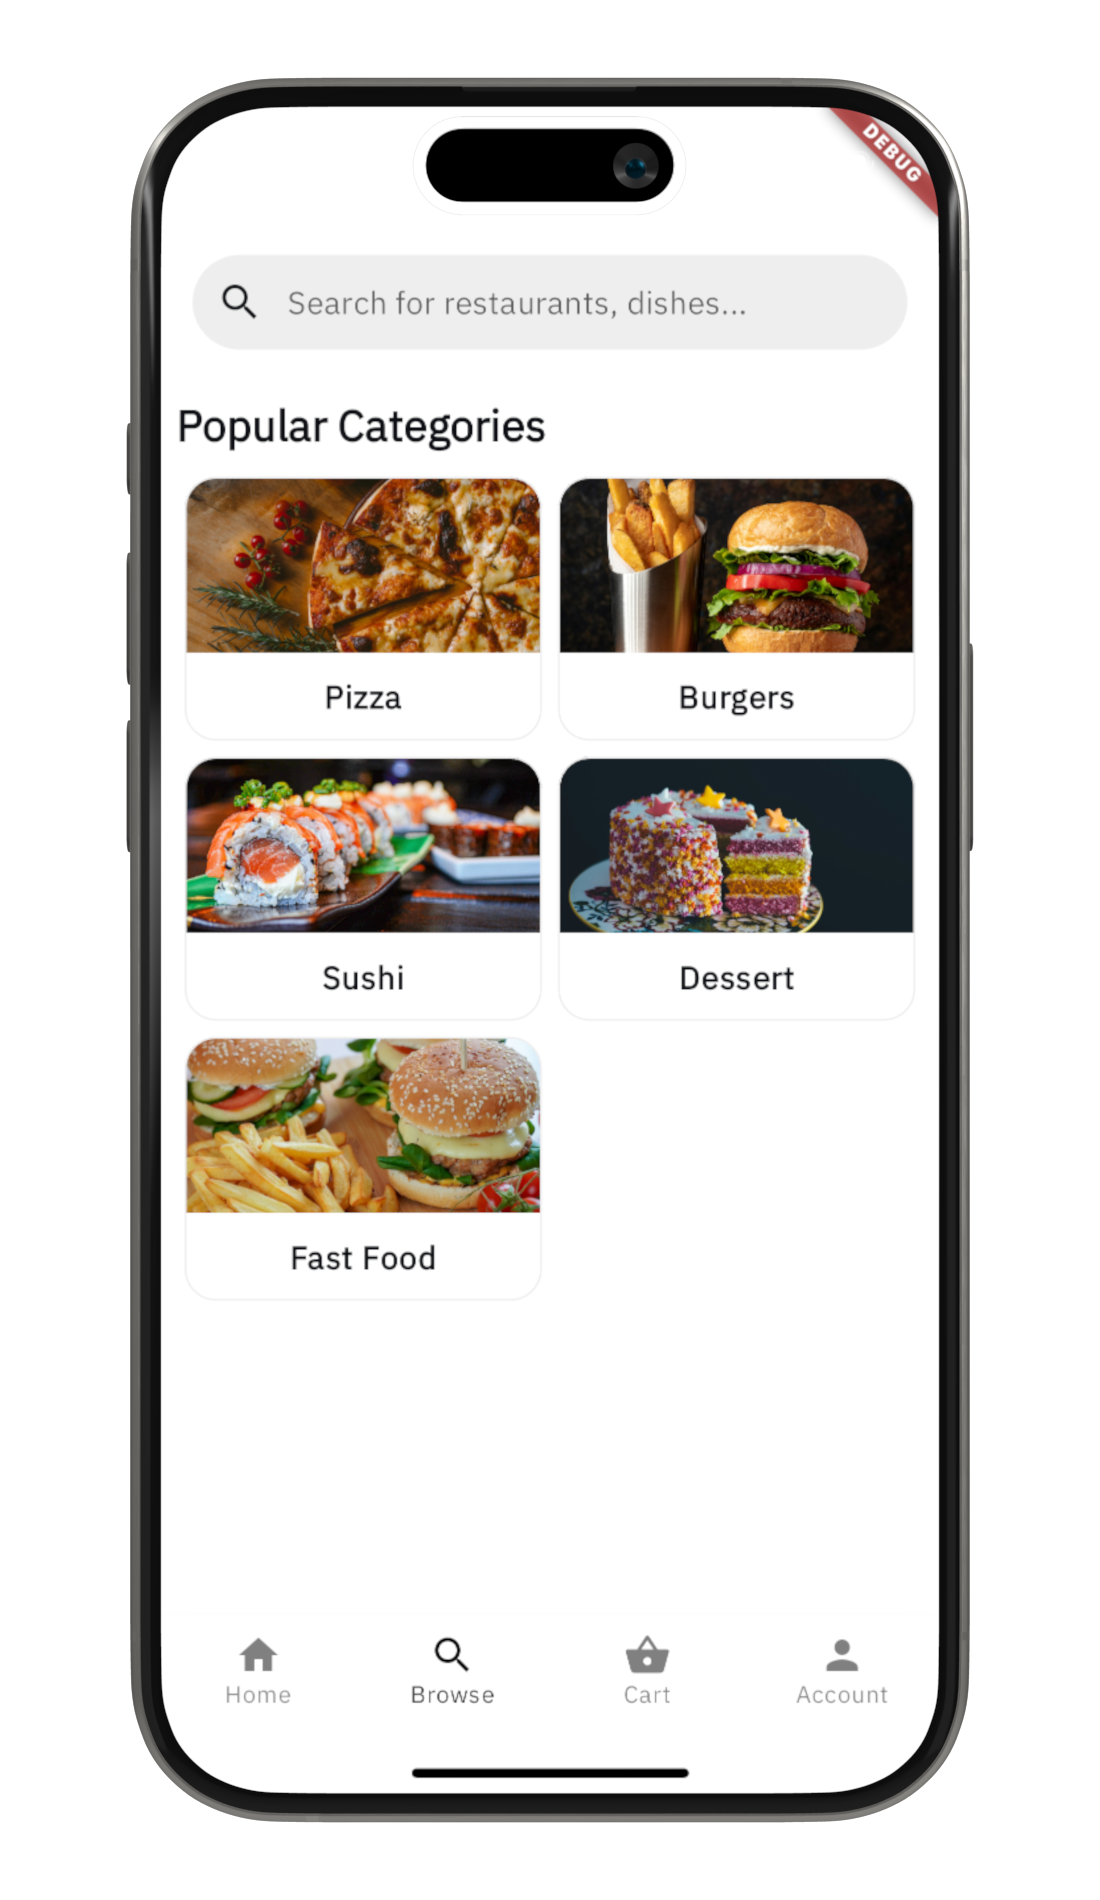 DEBUG
Search for restaurants, dishes...
Popular Categories
Pizza
Burgers
Sushi
Dessert
Fast Food
Home
Browse
Cart
Account